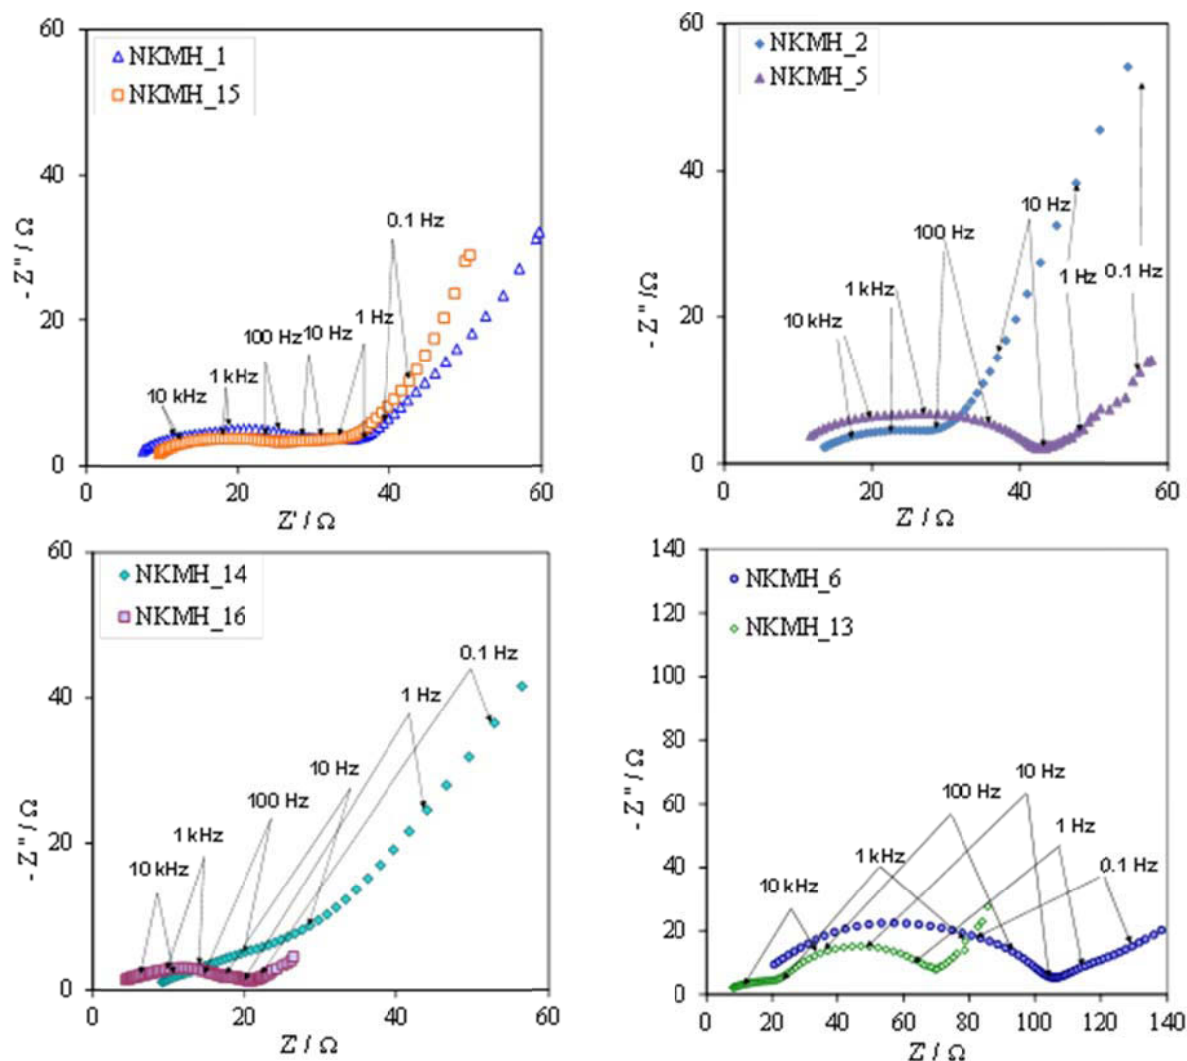 60
40
20
0
- Z" / Ω
NKMH_1
NKMH_15
10 kHz
1 kHz
100 Hz
10 Hz
1 Hz
0.1 Hz
0
20
40
60
Z' / Ω
60
40
20
0
- Z" /Ω
NKMH_2
NKMH_5
10 kHz
1 kHz
100 Hz
10 Hz
1 Hz
0.1 Hz
0
20
40
60
Z' / Ω
60
40
20
0
- Z" / Ω
NKMH_14
NKMH_16
10 kHz
1 kHz
100 Hz
10 Hz
1 Hz
0.1 Hz
0
20
40
60
Z' / Ω
140
120
100
80
60
40
20
0
- Z" / Ω
NKMH_6
NKMH_13
10 kHz
1 kHz
100 Hz
10 Hz
1 Hz
0.1 Hz
0
20
40
60
80
100
120
140
Z' / Ω